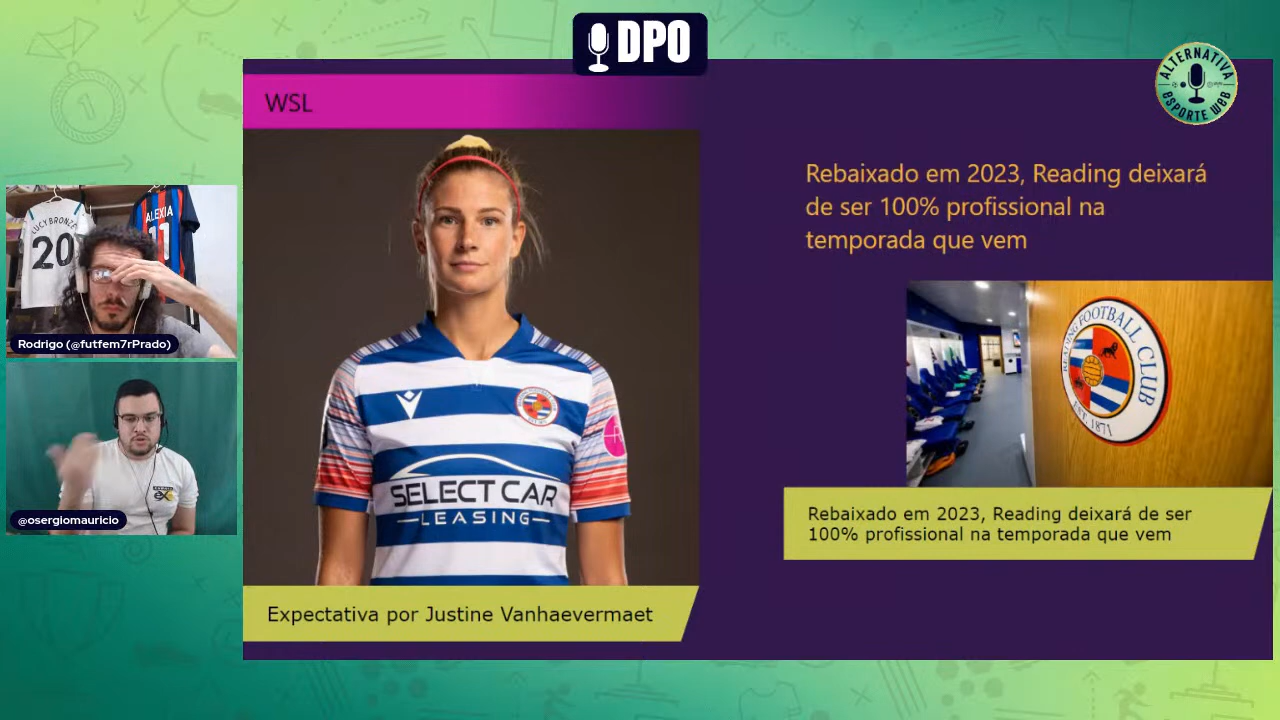 DPO
ALTERNATIVA
ESPORTE WEB
WSL
Rebaixado em 2023, Reading deixará
de ser 100% profissional na
temporada que vem
LUCY BRONZE
20
ALEXIA
11
Rodrigo (@futfem7rPrado)
@osergiomauricio
SELECT CAR
LEASING
READING FOOTBALL CLUB
EST. 1871
Rebaixado em 2023, Reading deixará de ser
100% profissional na temporada que vem
Expectativa por Justine Vanhaevermaet